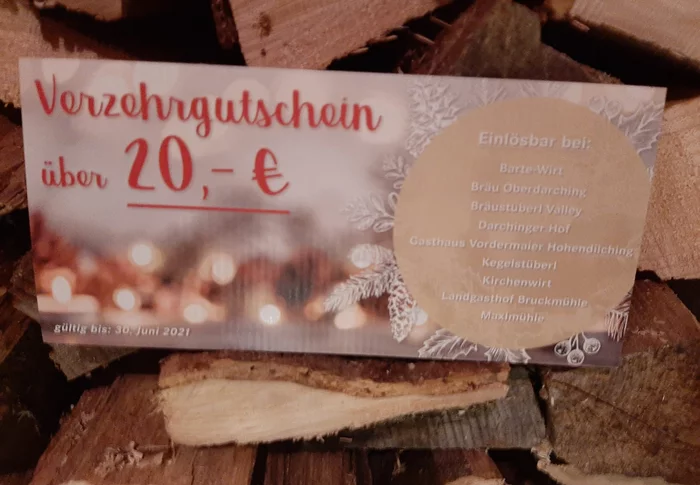 Verzehrgutschein
über 20,- €
gültig bis: 30. Juni 2021
Einlösbar bei:
Barte-Wirt
Bräu Oberdarching
Bräustüberl Valley
Darchinger Hof
Gasthaus Vordermaier Hohendilching
Kegelstüberl
Kirchenwirt
Landgasthof Bruckmühle
Maxlmühle